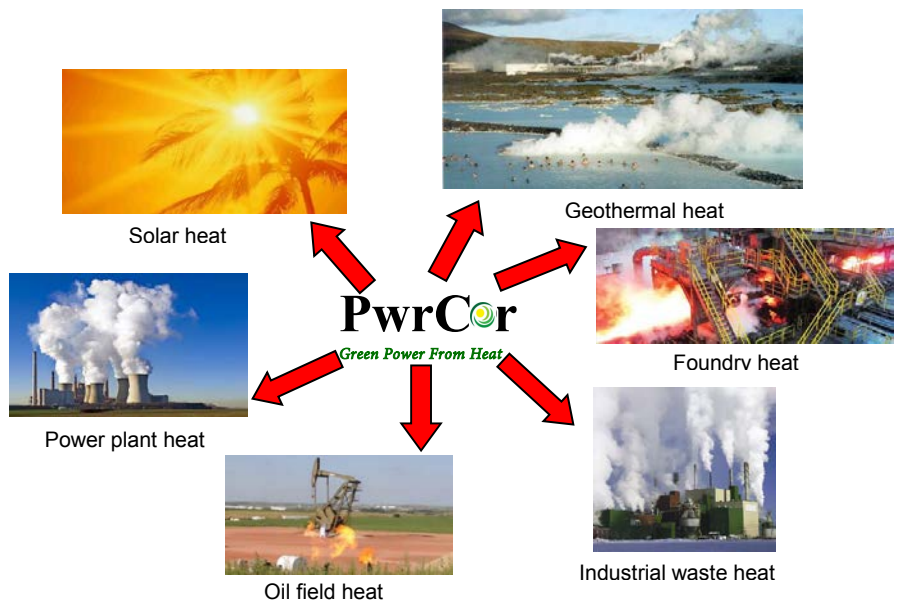 Geothermal heat
Solar heat
PwrCor
Green Power From Heat
Foundry heat
Power plant heat
Industrial waste heat
Oil field heat